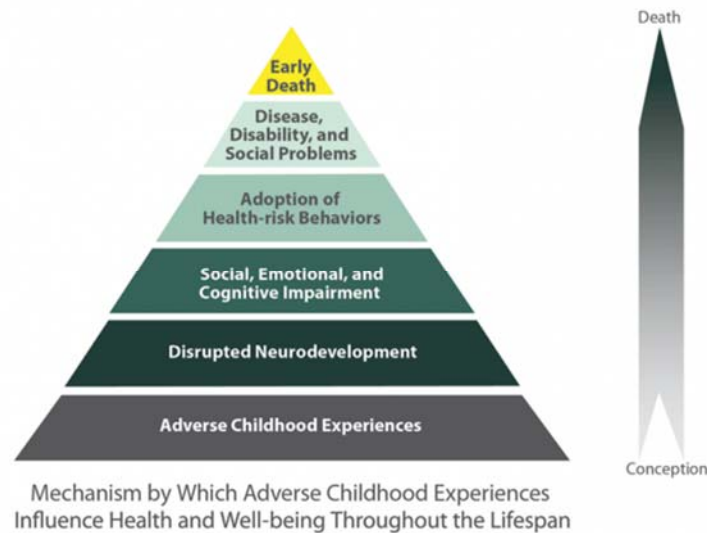 Death
Early
Death
Disease,
Disability, and
Social Problems
Adoption of
Health-risk Behaviors
Social, Emotional, and
Cognitive Impairment
Disrupted Neurodevelopment
Adverse Childhood Experiences
Conception
Mechanism by Which Adverse Childhood Experiences
Influence Health and Well-being Throughout the Lifespan